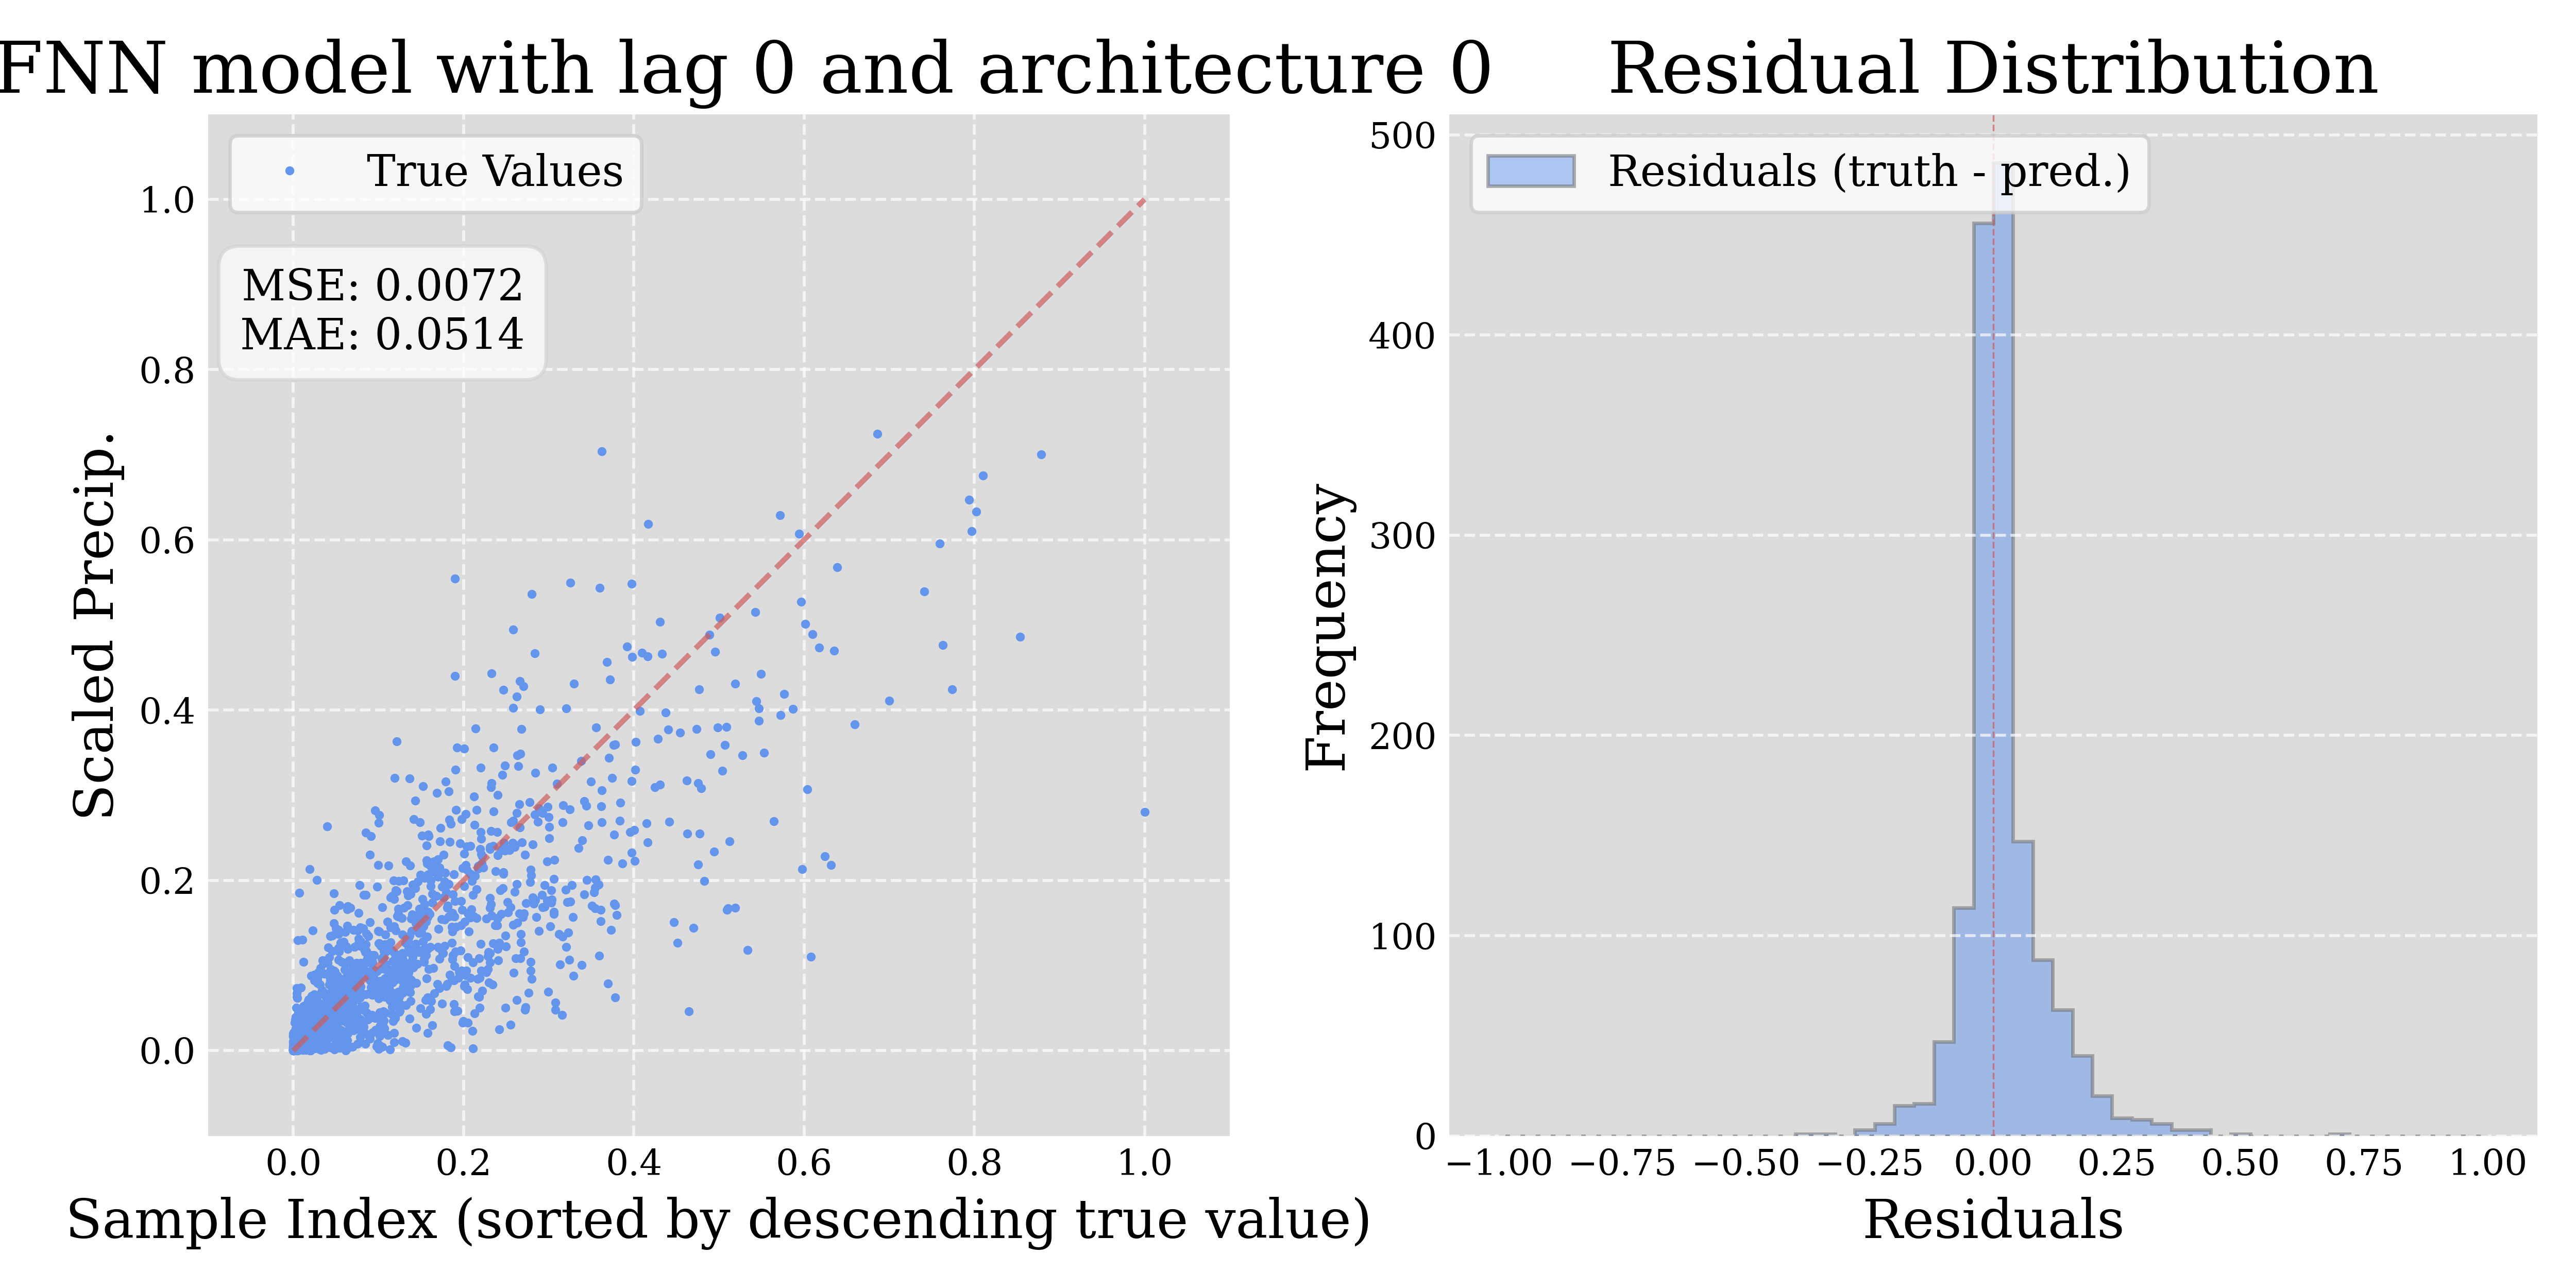 FNN model with lag 0 and architecture 0
True Values
MSE: 0.0072
MAE: 0.0514
Scaled Precip.
1.0
0.8
0.6
0.4
0.2
0.0
0.0 0.2 0.4 0.6 0.8 1.0
Sample Index (sorted by descending true value)
Residual Distribution
Residuals (truth - pred.)
Frequency
500
400
300
200
100
0
−1.00 −0.75 −0.50 −0.25 0.00 0.25 0.50 0.75 1.00
Residuals